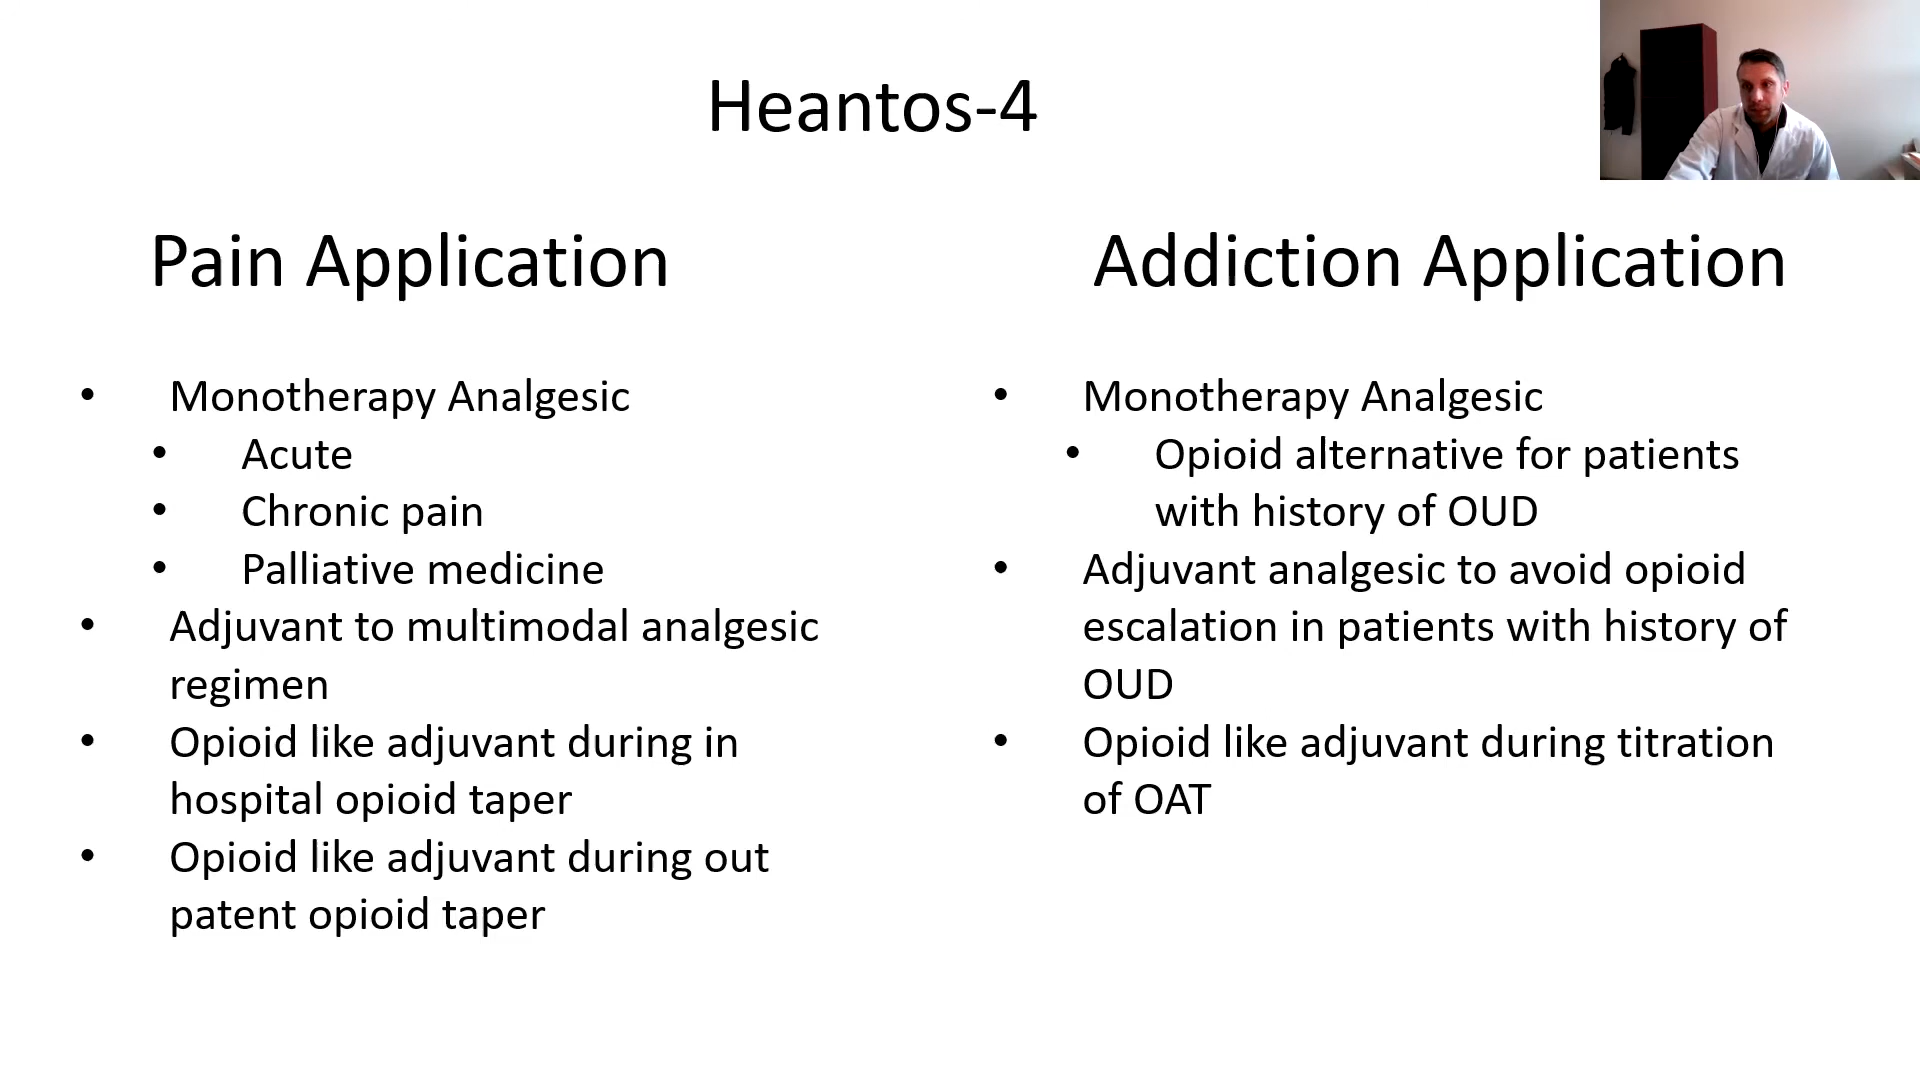 Heantos-4
Pain Application
• Monotherapy Analgesic
• Acute
• Chronic pain
• Palliative medicine
• Adjuvant to multimodal analgesic
regimen
• Opioid like adjuvant during in
hospital opioid taper
• Opioid like adjuvant during out
patent opioid taper
Addiction Application
• Monotherapy Analgesic
• Opioid alternative for patients
with history of OUD
• Adjuvant analgesic to avoid opioid
escalation in patients with history of
OUD
• Opioid like adjuvant during titration
of OAT